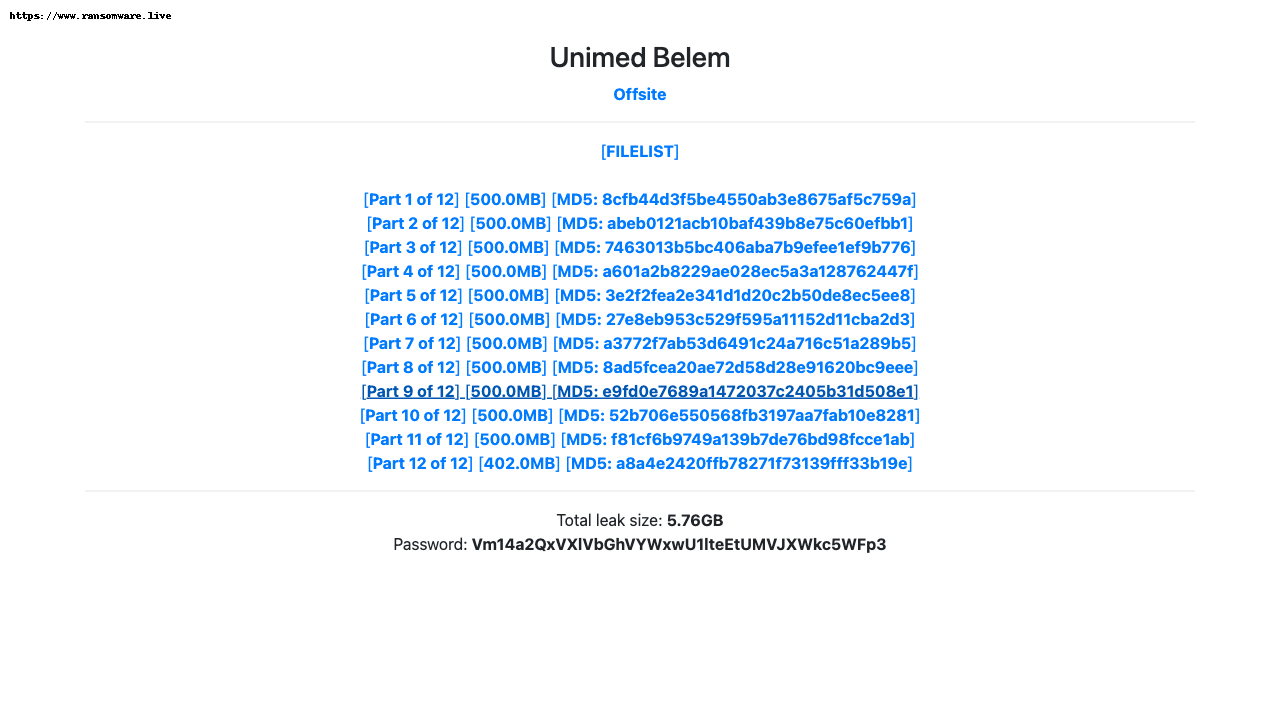 https://www.ransomware.live
Unimed Belem
Offsite
[FILELIST]
[Part 1 of 12] [500.0MB] [MD5: 8cfb44d3f5be4550ab3e8675af5c759a]
[Part 2 of 12] [500.0MB] [MD5: abeb0121acb10baf439b8e75c60efbb1]
[Part 3 of 12] [500.0MB] [MD5: 7463013b5bc406aba7b9efee1ef9b776]
[Part 4 of 12] [500.0MB] [MD5: a601a2b8229ae028ec5a3a128762447f]
[Part 5 of 12] [500.0MB] [MD5: 3e2f2fea2e341d1d20c2b50de8ec5ee8]
[Part 6 of 12] [500.0MB] [MD5: 27e8eb953c529f595a11152d11cba2d3]
[Part 7 of 12] [500.0MB] [MD5: a3772f7ab53d6491c24a716c51a289b5]
[Part 8 of 12] [500.0MB] [MD5: 8ad5fcea20ae72d58d28e91620bc9eee]
[Part 9 of 12] [500.0MB] [MD5: e9fd0e7689a1472037c2405b31d508e1]
[Part 10 of 12] [500.0MB] [MD5: 52b706e550568fb3197aa7fab10e8281]
[Part 11 of 12] [500.0MB] [MD5: f81cf6b9749a139b7de76bd98fcce1ab]
[Part 12 of 12] [402.0MB] [MD5: a8a4e2420ffb78271f73139fff33b19e]
Total leak size: 5.76GB
Password: Vm14a2QxVXlVbGhVYWxwU1lteEtUMVJXWkc5WFp3